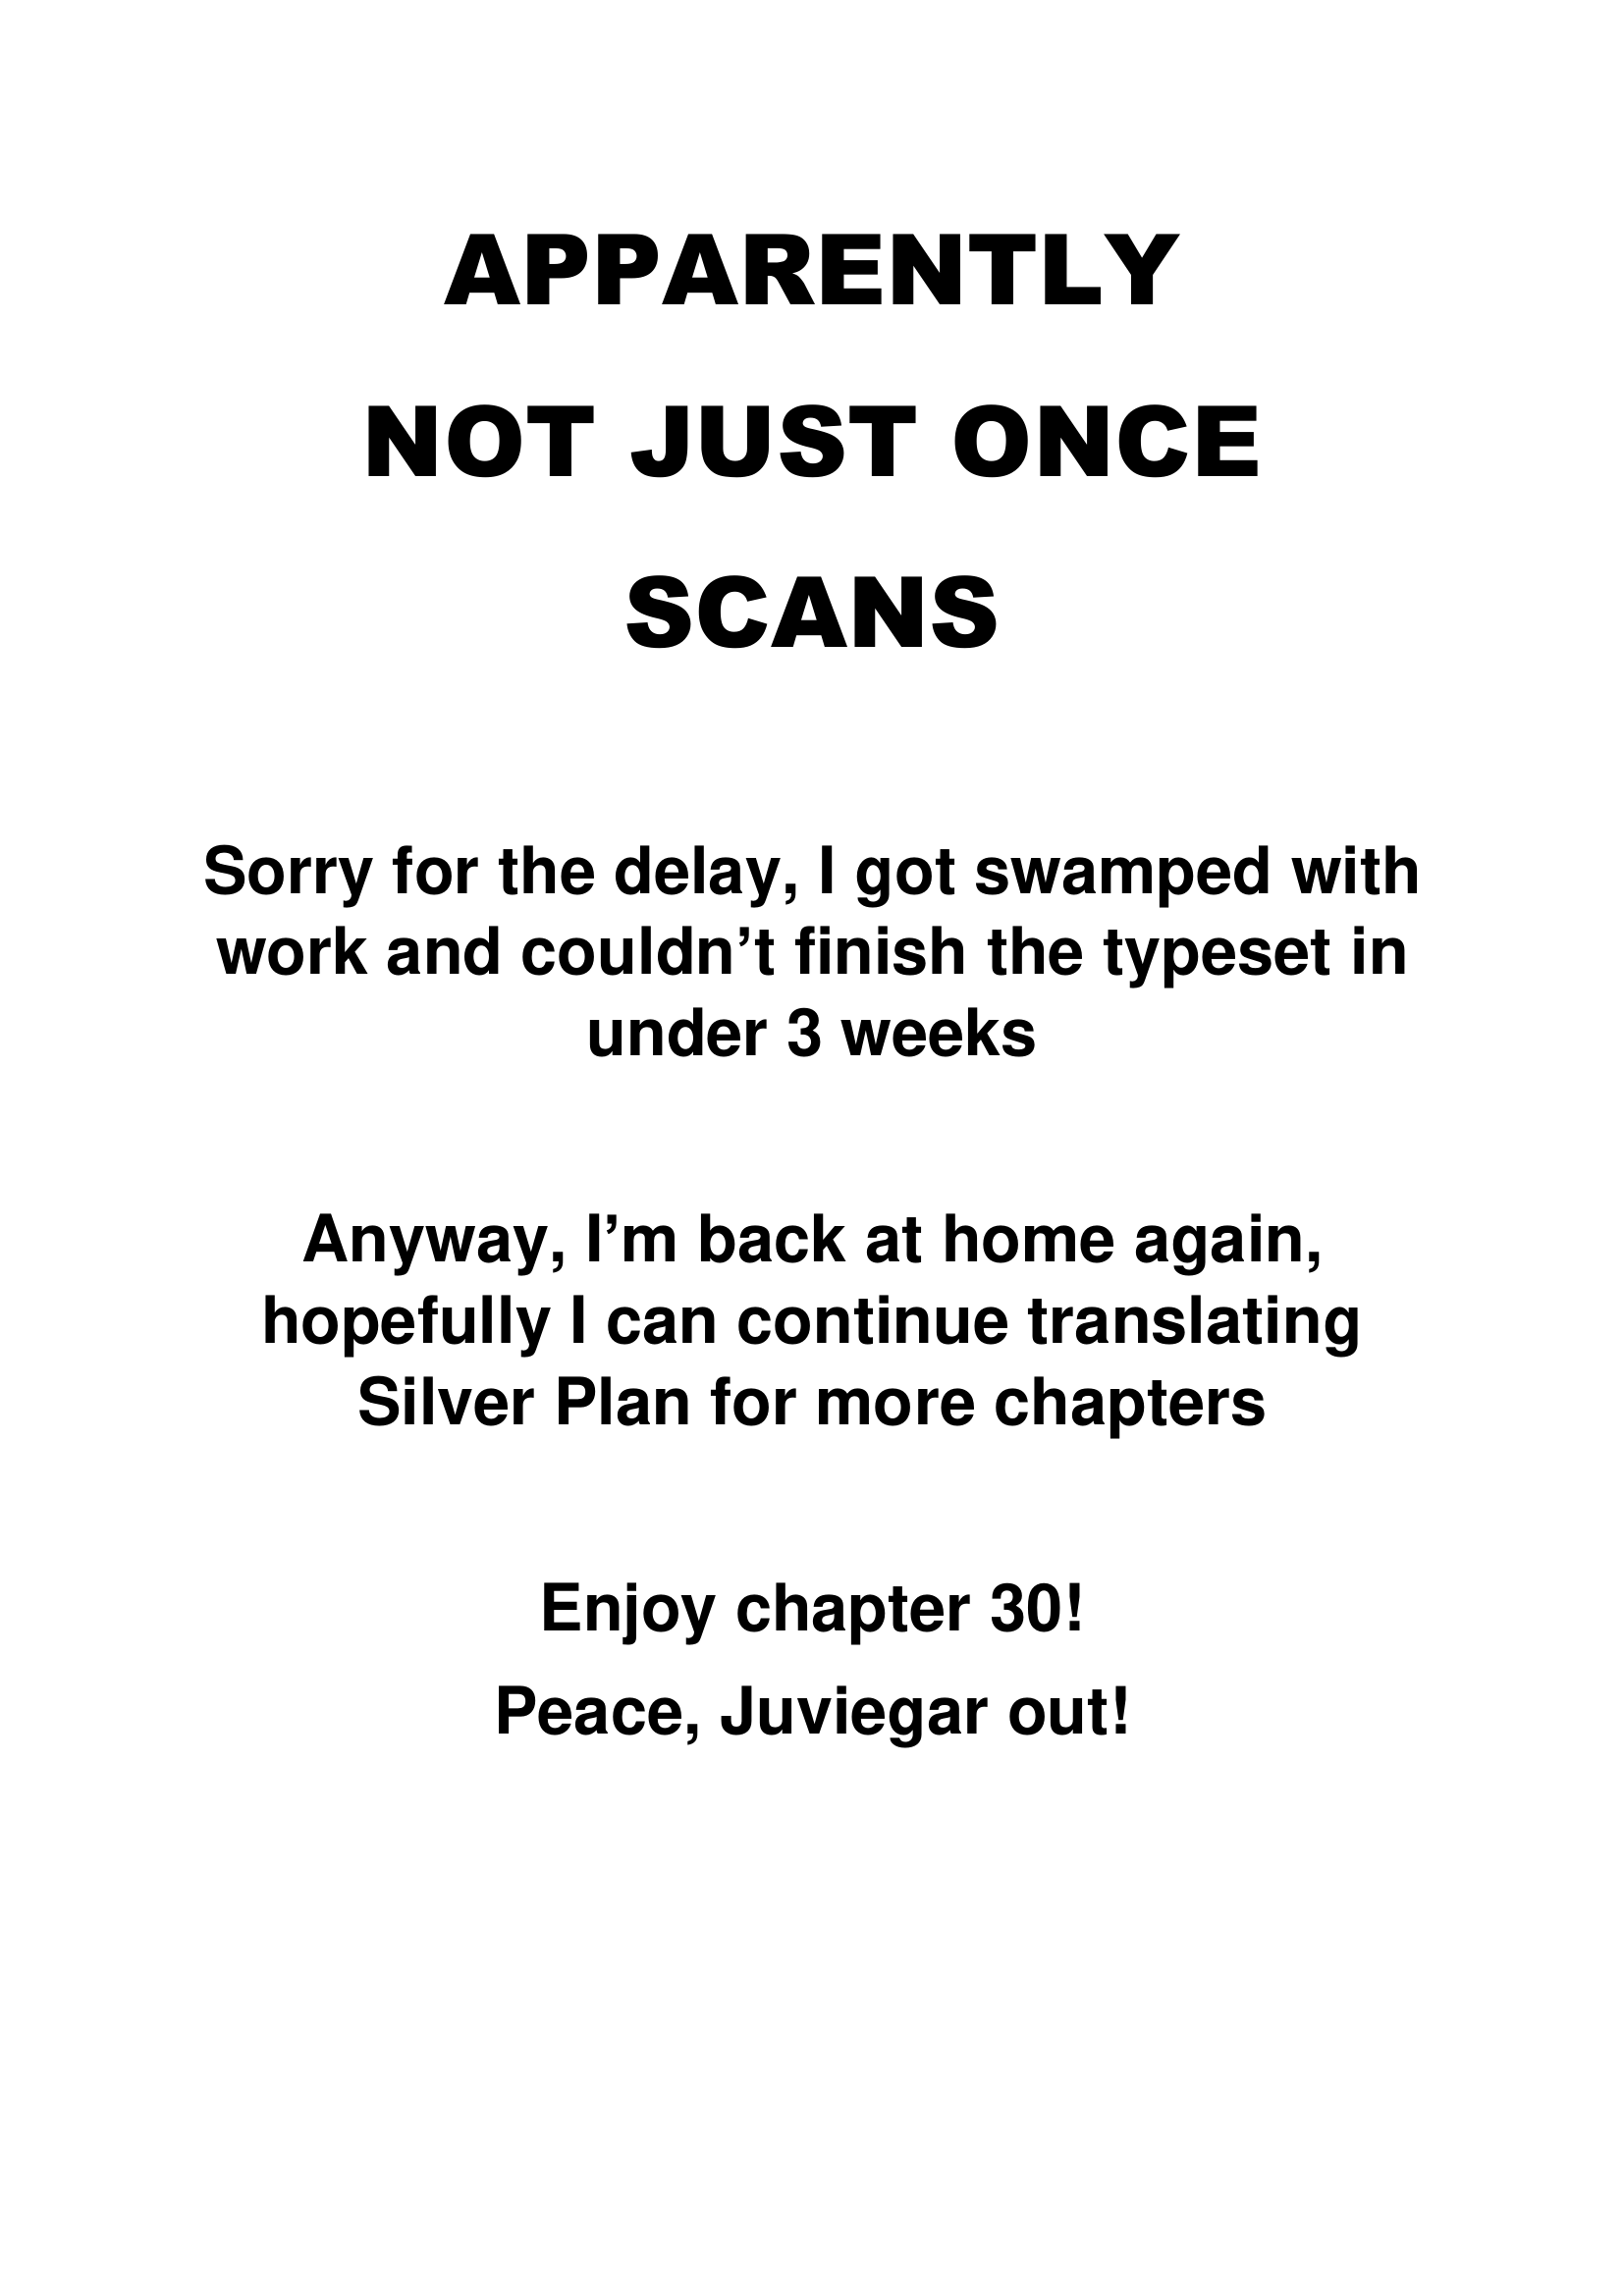 APPARENTLY
NOT JUST ONCE
SCANS
Sorry for the delay, I got swamped with
work and couldn’t finish the typeset in
under 3 weeks
Anyway, I’m back at home again,
hopefully I can continue translating
Silver Plan for more chapters
Enjoy chapter 30!
Peace, Juviegar out!